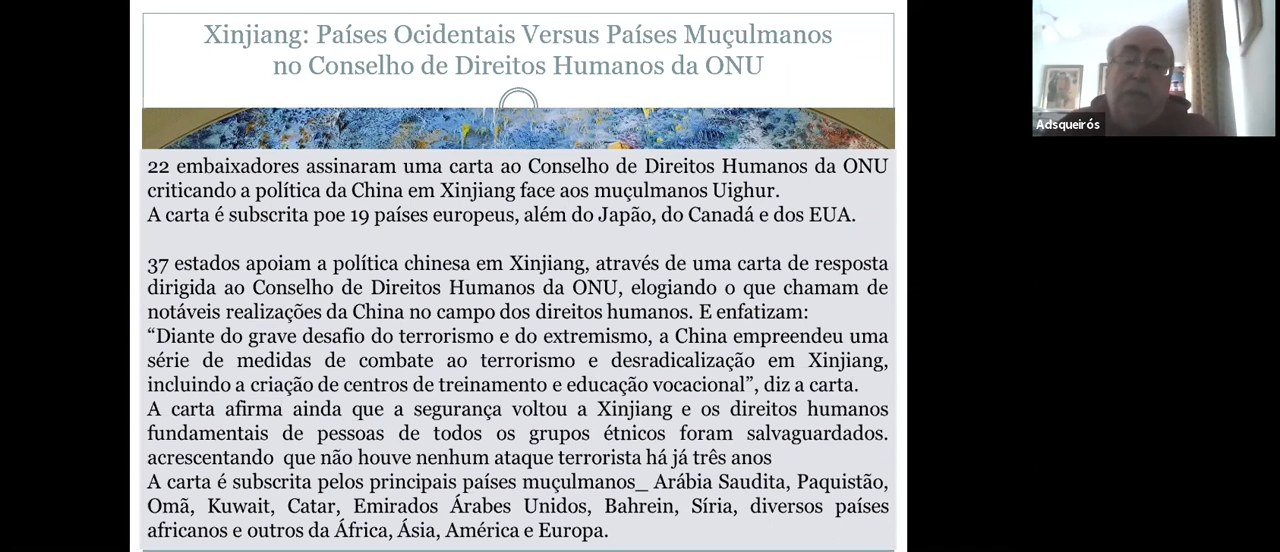 Xinjiang: Países Ocidentais Versus Países Muçulmanos
no Conselho de Direitos Humanos da ONU
22 embaixadores assinaram uma carta ao Conselho de Direitos Humanos da ONU
criticando a política da China em Xinjiang face aos muçulmanos Uighur.
A carta é subscrita poe 19 países europeus, além do Japão, do Canadá e dos EUA.
37 estados apoiam a política chinesa em Xinjiang, através de uma carta de resposta
dirigida ao Conselho de Direitos Humanos da ONU, elogiando o que chamam de
notáveis realizações da China no campo dos direitos humanos. E enfatizam:
“Diante do grave desafio do terrorismo e do extremismo, a China empreendeu uma
série de medidas de combate ao terrorismo e desradicalização em Xinjiang,
incluindo a criação de centros de treinamento e educação vocacional”, diz a carta.
A carta afirma ainda que a segurança voltou a Xinjiang e os direitos humanos
fundamentais de pessoas de todos os grupos étnicos foram salvaguardados.
acrescentando que não houve nenhum ataque terrorista há já três anos
A carta é subscrita pelos principais países muçulmanos_ Arábia Saudita, Paquistão,
Omã, Kuwait, Catar, Emirados Árabes Unidos, Bahrein, Síria, diversos países
africanos e outros da África, Ásia, América e Europa.
Adsqueirós